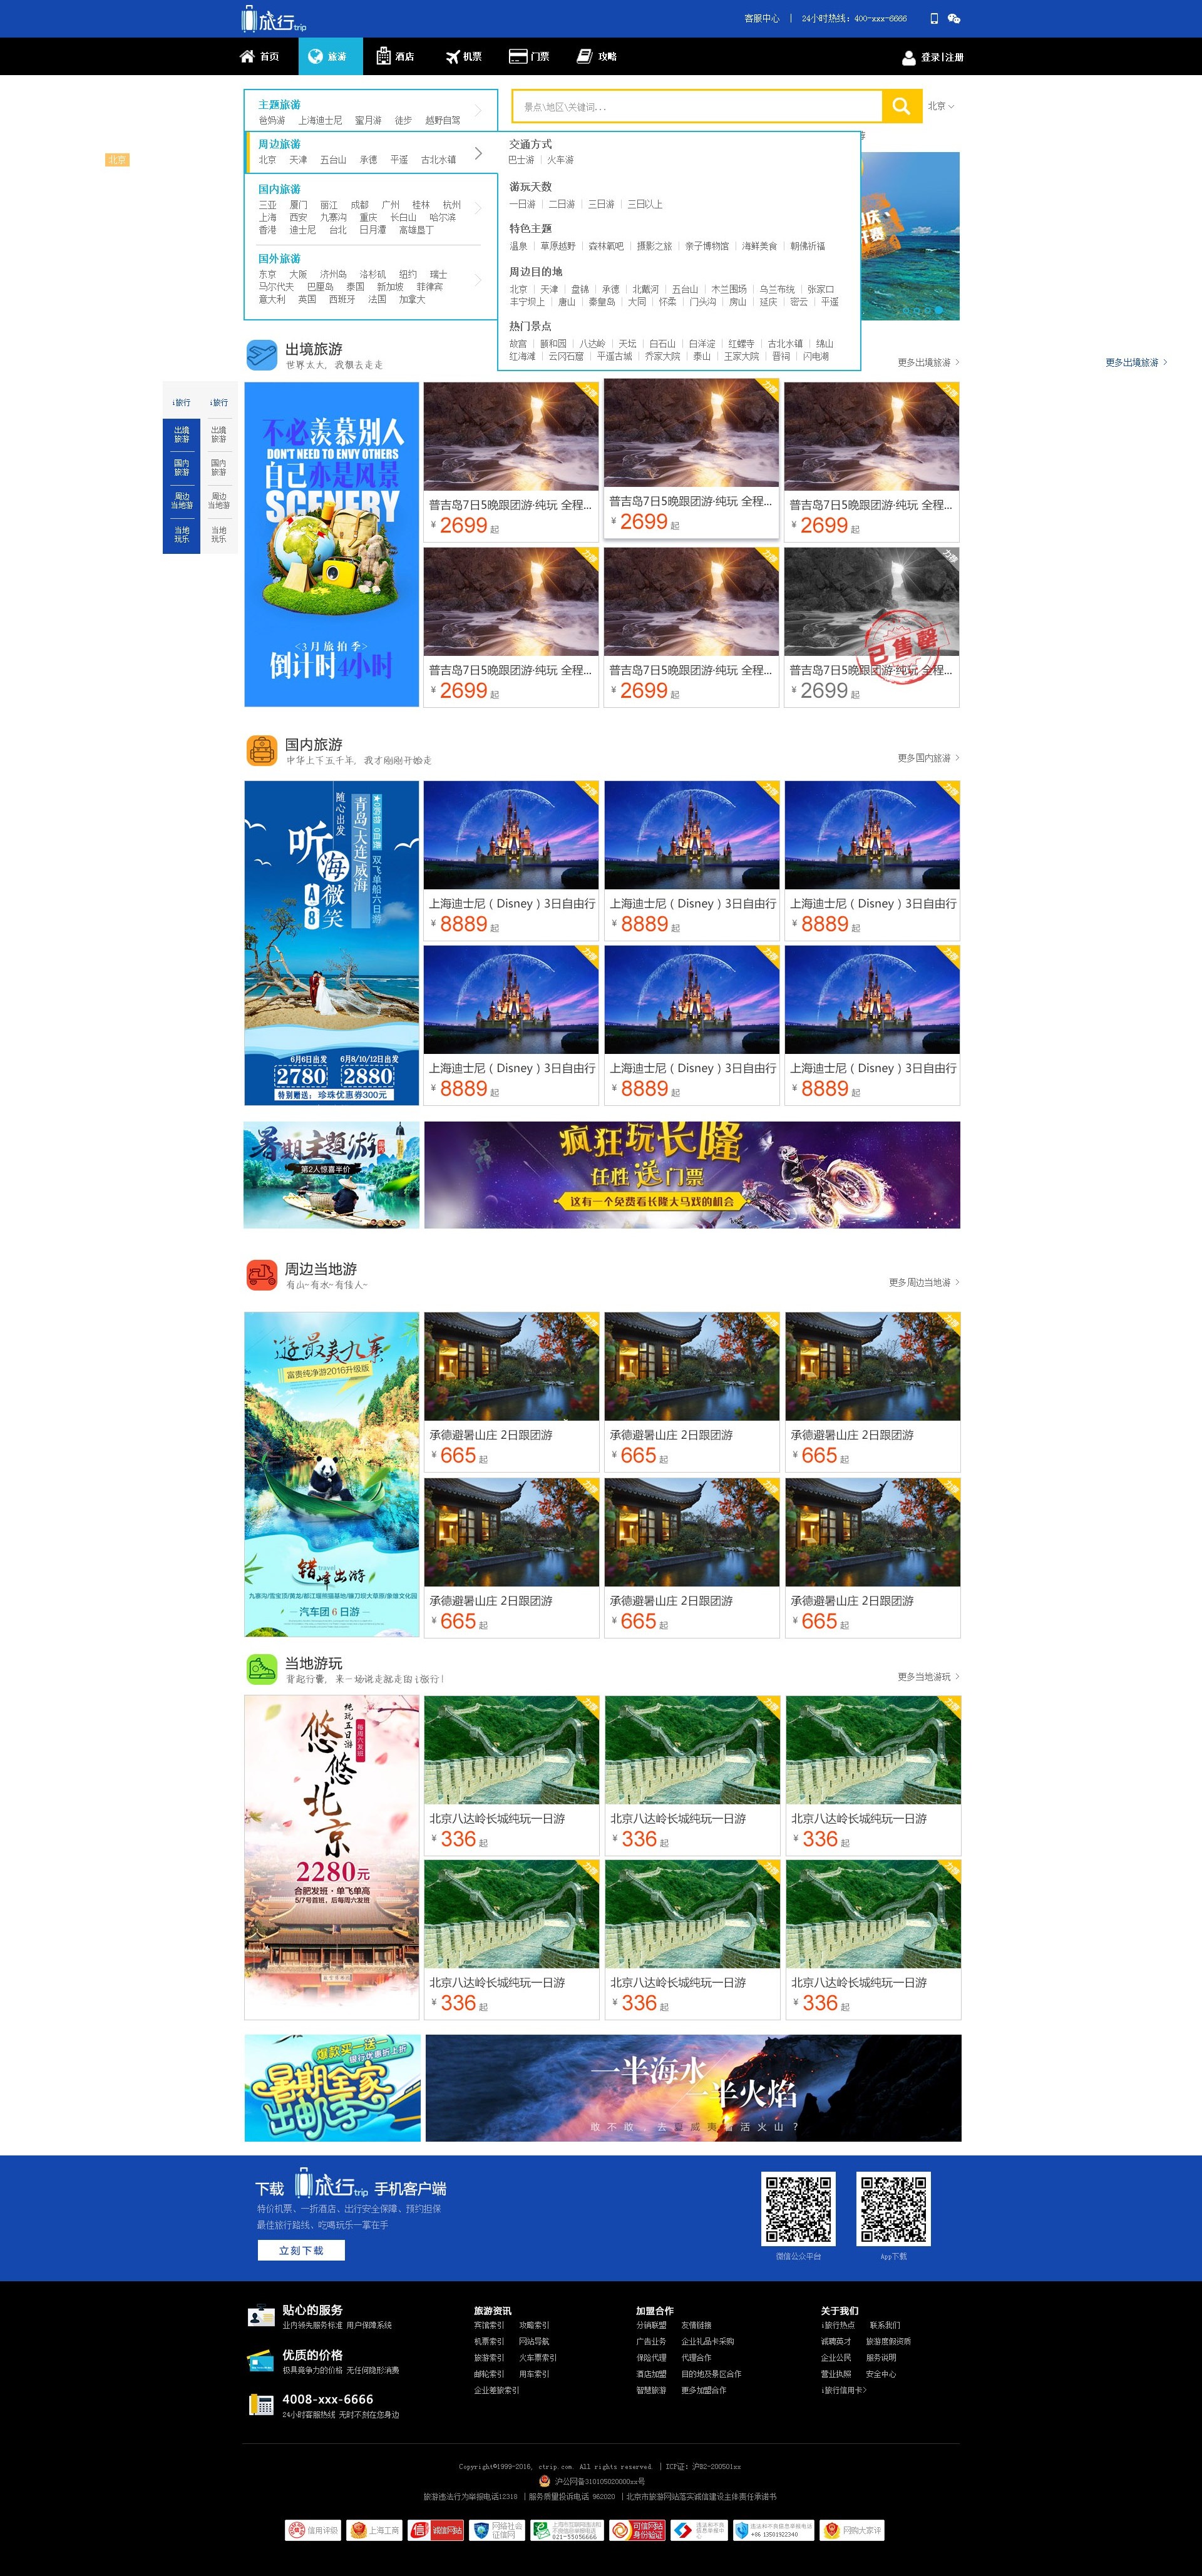 旅行trip
客服中心 | 24小时热线：400-xxx-6666
首页 旅游 酒店 机票 门票 攻略
登录|注册
主题旅游
爸妈游 上海迪士尼 蜜月游 徒步 越野自驾
景点\地区\关键词...
北京
北京
周边旅游
北京 天津 五台山 承德 平遥 古北水镇
国内旅游
三亚 厦门 丽江 成都 广州 桂林 杭州
上海 西安 九寨沟 重庆 长白山 哈尔滨
香港 迪士尼 台北 日月潭 高雄垦丁
国外旅游
东京 大阪 济州岛 洛杉矶 纽约 瑞士
马尔代夫 巴厘岛 泰国 新加坡 菲律宾
意大利 英国 西班牙 法国 加拿大
交通方式
巴士游 | 火车游
游玩天数
一日游 | 二日游 | 三日游 | 三日以上
特色主题
温泉 | 草原越野 | 森林氧吧 | 摄影之旅 | 亲子博物馆 | 海鲜美食 | 朝佛祈福
周边目的地
北京 | 天津 | 盘锦 | 承德 | 北戴河 | 五台山 | 木兰围场 | 乌兰布统 | 张家口
丰宁坝上 | 唐山 | 秦皇岛 | 大同 | 怀柔 | 门头沟 | 房山 | 延庆 | 密云 | 平遥
热门景点
故宫 | 颐和园 | 八达岭 | 天坛 | 白石山 | 白洋淀 | 红螺寺 | 古北水镇 | 绵山
红海滩 | 云冈石窟 | 平遥古城 | 乔家大院 | 泰山 | 王家大院 | 晋祠 | 闪电湖
出境旅游
世界太大，我想去走走
更多出境旅游 >
更多出境旅游 >
i旅行 i旅行
出境旅游 出境旅游
国内旅游 国内旅游
周边当地游 周边当地游
当地玩乐 当地玩乐
不必羡慕别人
DON'T NEED TO ENVY OTHERS
自己亦是风景
SCENERY
<3月旅拍季>
倒计时4小时
力荐 力荐 力荐
普吉岛7日5晚跟团游·纯玩 全程... 普吉岛7日5晚跟团游·纯玩 全程... 普吉岛7日5晚跟团游·纯玩 全程...
¥ 2699 起 ¥ 2699 起 ¥ 2699 起
力荐 力荐 力荐
已售罄
普吉岛7日5晚跟团游·纯玩 全程... 普吉岛7日5晚跟团游·纯玩 全程... 普吉岛7日5晚跟团游·纯玩 全程...
¥ 2699 起 ¥ 2699 起 ¥ 2699 起
国内旅游
中华上下五千年，我才刚刚开始走
更多国内旅游 >
随心出发
听海微笑
A8
青岛/大连/威海
双飞单船六日游
6月6日出发 6月8/10/12日出发
2780 2880
特别赠送：珍珠优惠券300元
力荐 力荐 力荐
上海迪士尼（Disney）3日自由行 上海迪士尼（Disney）3日自由行 上海迪士尼（Disney）3日自由行
¥ 8889 起 ¥ 8889 起 ¥ 8889 起
力荐 力荐 力荐
上海迪士尼（Disney）3日自由行 上海迪士尼（Disney）3日自由行 上海迪士尼（Disney）3日自由行
¥ 8889 起 ¥ 8889 起 ¥ 8889 起
暑期主题游
第2人惊喜半价
疯狂玩长隆
任性送门票
这有一个免费看长隆大马戏的机会
周边当地游
有山~有水~有佳人~
更多周边当地游 >
游最美九寨
富贵纯净游2016升级版
travel
错峰出游
汽车团6日游
力荐 力荐 力荐
承德避暑山庄 2日跟团游 承德避暑山庄 2日跟团游 承德避暑山庄 2日跟团游
¥ 665 起 ¥ 665 起 ¥ 665 起
力荐 力荐 力荐
承德避暑山庄 2日跟团游 承德避暑山庄 2日跟团游 承德避暑山庄 2日跟团游
¥ 665 起 ¥ 665 起 ¥ 665 起
当地游玩
背起行囊，来一场说走就走的i旅行!
更多当地游玩 >
纯玩五日游
每周六发班
悠悠北京
2280元
合肥发班·单飞单高
5/7号首班，后每周六发班
力荐 力荐 力荐
北京八达岭长城纯玩一日游 北京八达岭长城纯玩一日游 北京八达岭长城纯玩一日游
¥ 336 起 ¥ 336 起 ¥ 336 起
力荐 力荐 力荐
北京八达岭长城纯玩一日游 北京八达岭长城纯玩一日游 北京八达岭长城纯玩一日游
¥ 336 起 ¥ 336 起 ¥ 336 起
爆款买一送一
银行优惠折上折
暑期全家
出邮季
一半海水
一半火焰
敢不敢，去夏威夷看活火山？
下载 旅行trip 手机客户端
特价机票、一折酒店、出行安全保障、预约担保
最佳旅行路线、吃喝玩乐一掌在手
立刻下载
微信公众平台 App下载
贴心的服务
业内领先服务标准 用户保障系统
优质的价格
极具竞争力的价格 无任何隐形消费
4008-xxx-6666
24小时客服热线 无时不刻在您身边
旅游资讯
宾馆索引 攻略索引
机票索引 网站导航
旅游索引 火车票索引
邮轮索引 用车索引
企业差旅索引
加盟合作
分销联盟 友情链接
广告业务 企业礼品卡采购
保险代理 代理合作
酒店加盟 目的地及景区合作
智慧旅游 更多加盟合作
关于我们
i旅行热点 联系我们
诚聘英才 旅游度假资质
企业公民 服务说明
营业执照 安全中心
i旅行信用卡>
Copyright©1999-2016, ctrip.com. All rights reserved. | ICP证：沪B2-200501xx
沪公网备310105020000xx号
旅游违法行为举报电话12318 | 服务质量投诉电话 962020 | 北京市旅游网站落实诚信建设主体责任承诺书
信用评级 上海工商 诚信网站 网络社会征信网 021-55056666 可信网站身份验证 +86 13501922340 网购大家评